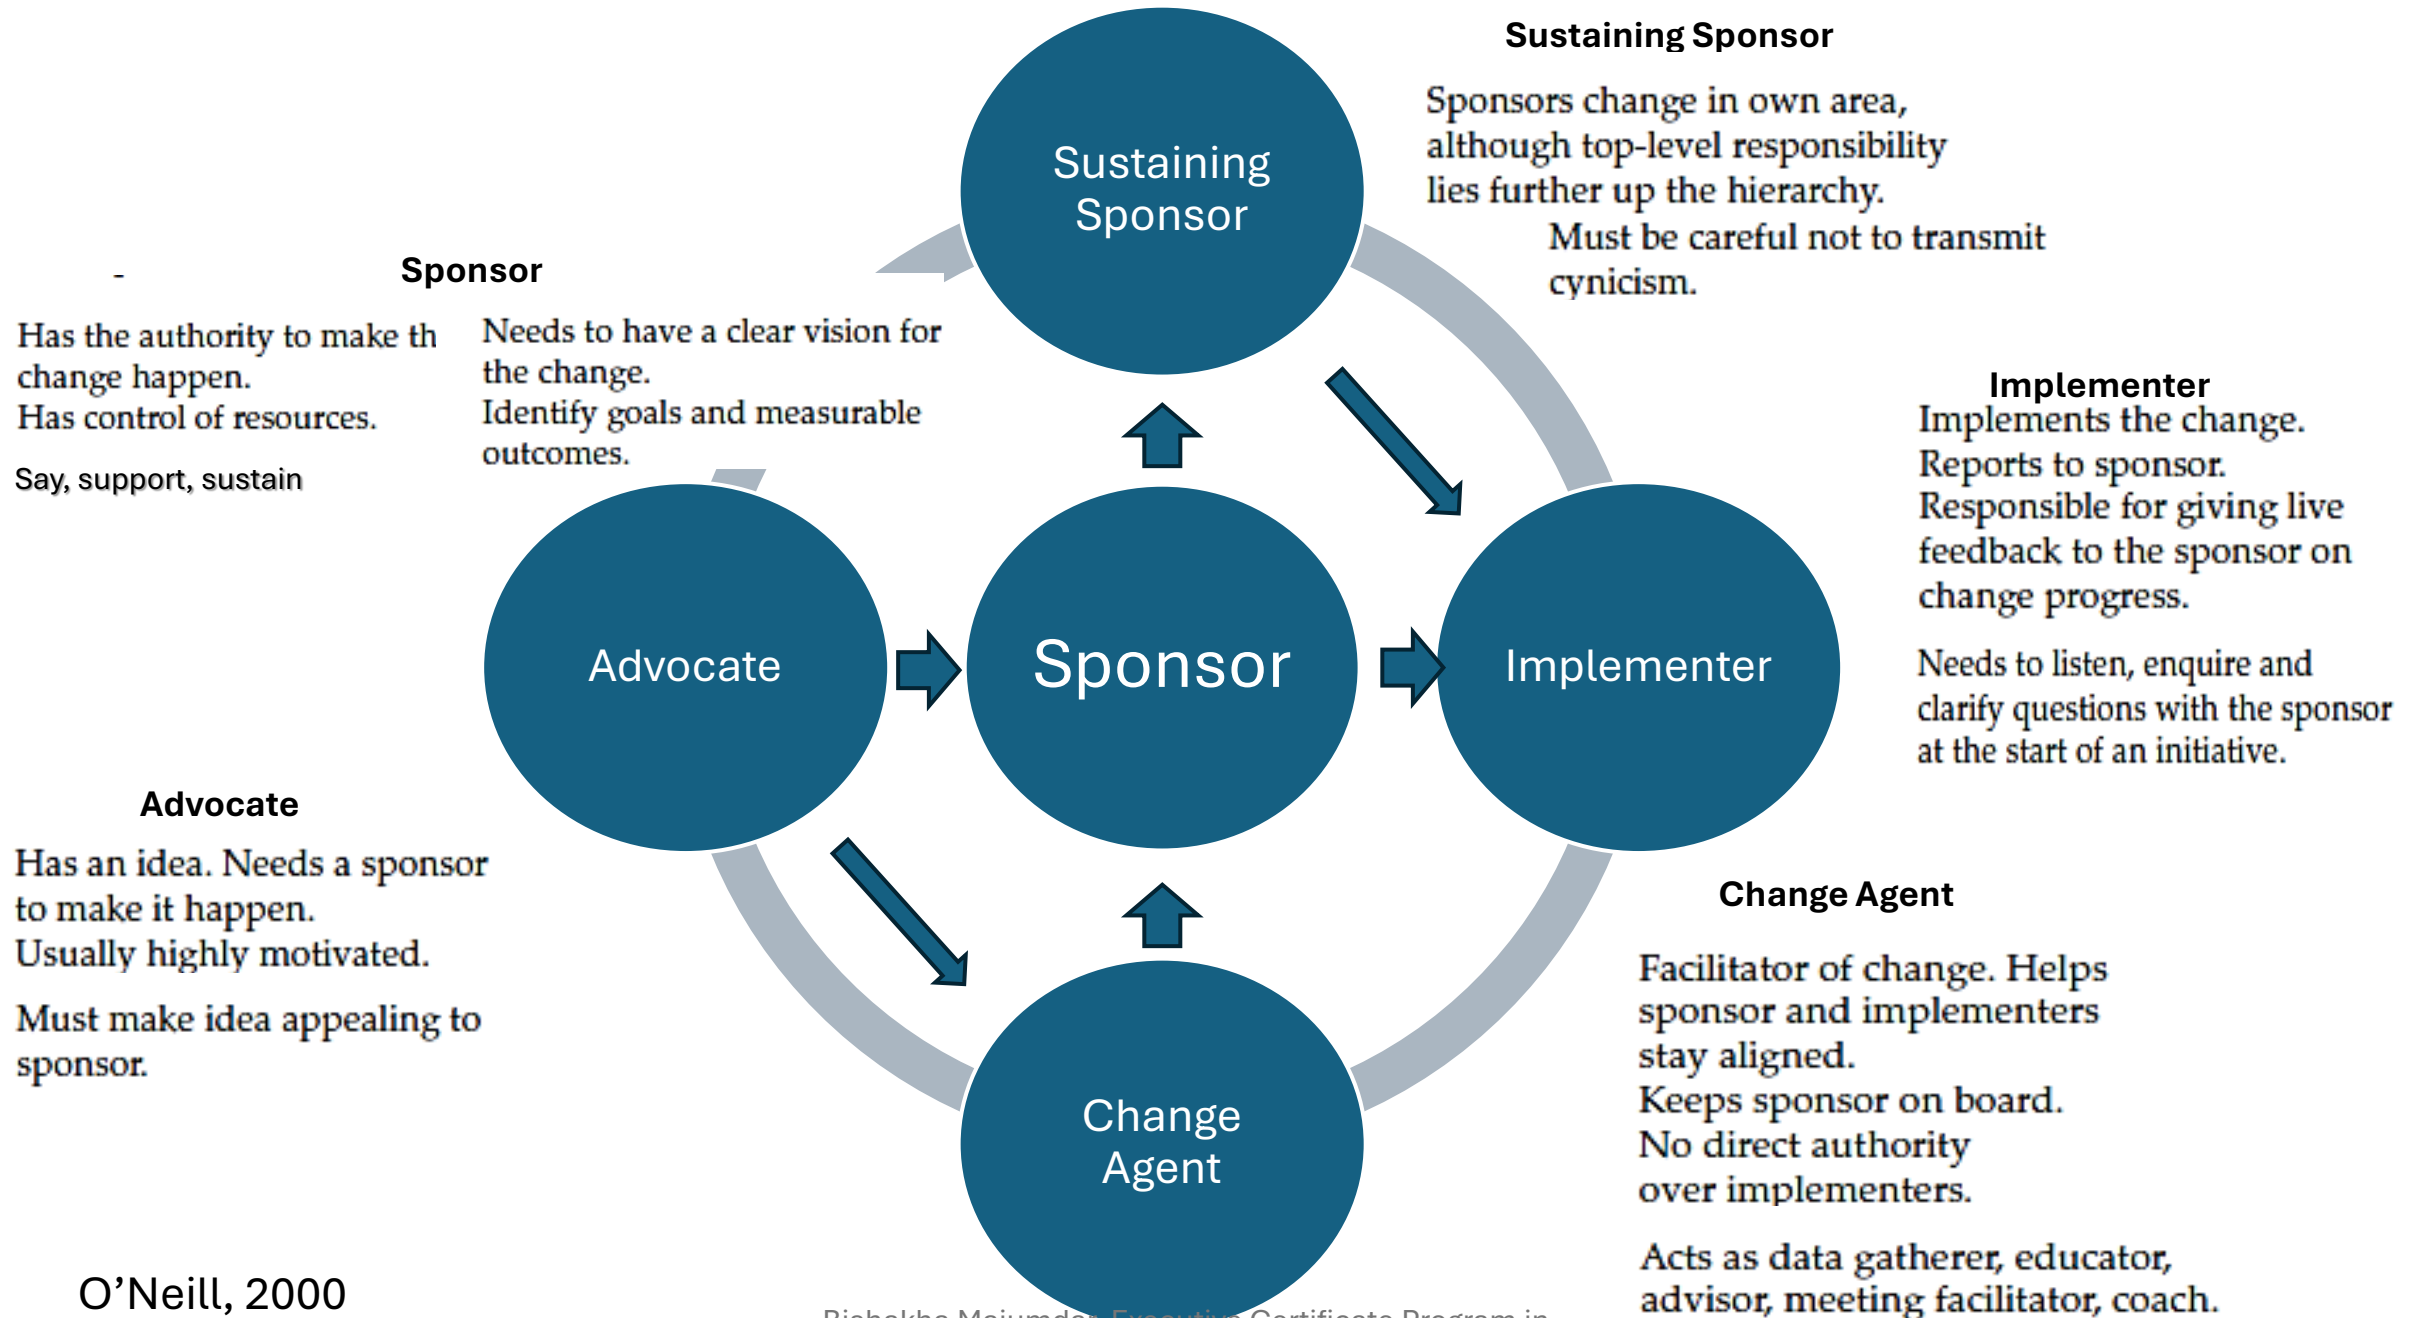 Sustaining Sponsor
Sponsors change in own area,
although top-level responsibility
lies further up the hierarchy.
Must be careful not to transmit
cynicism.
-
Sponsor
Has the authority to make th
change happen.
Has control of resources.
Say, support, sustain
Needs to have a clear vision for
the change.
Identify goals and measurable
outcomes.
Sustaining
Sponsor
Implementer
Implements the change.
Reports to sponsor.
Responsible for giving live
feedback to the sponsor on
change progress.
Needs to listen, enquire and
clarify questions with the sponsor
at the start of an initiative.
Advocate
Sponsor
Implementer
Advocate
Has an idea. Needs a sponsor
to make it happen.
Usually highly motivated.
Must make idea appealing to
sponsor.
Change
Agent
Change Agent
Facilitator of change. Helps
sponsor and implementers
stay aligned.
Keeps sponsor on board.
No direct authority
over implementers.
Acts as data gatherer, educator,
advisor, meeting facilitator, coach.
O’Neill, 2000
Executive Certificate Program in